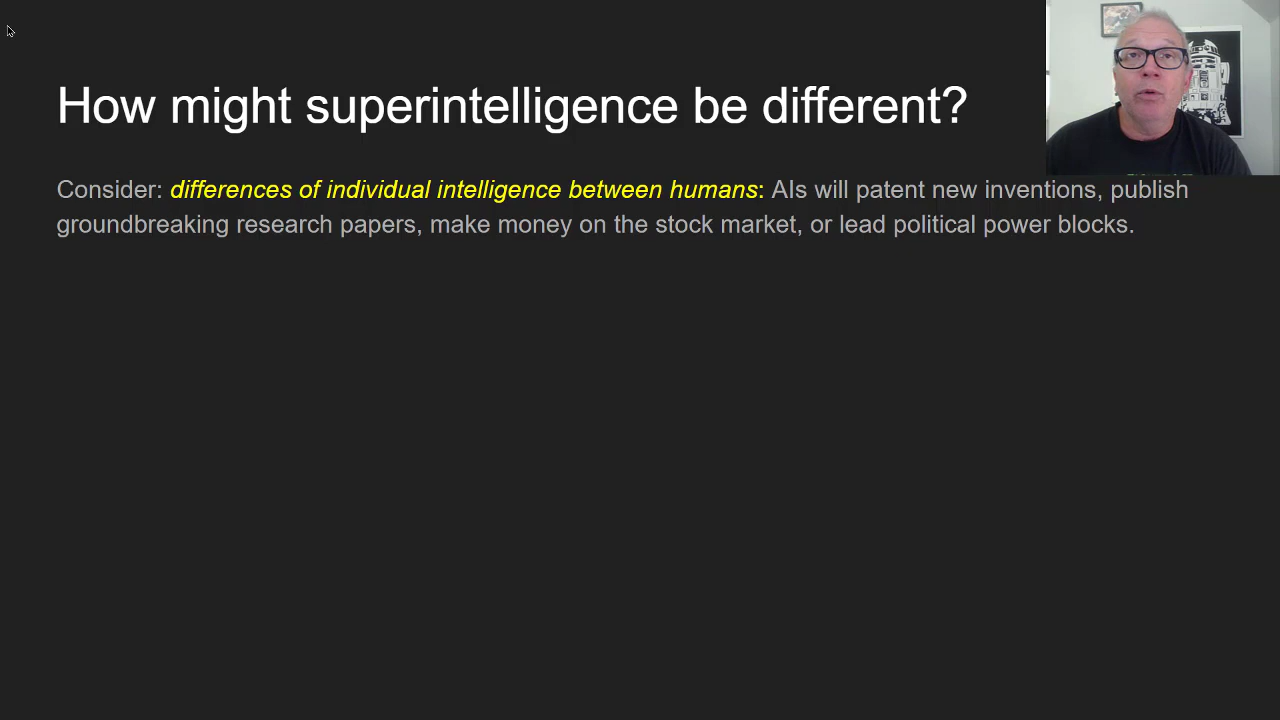 How might superintelligence be different?
Consider: differences of individual intelligence between humans: AIs will patent new inventions, publish
groundbreaking research papers, make money on the stock market, or lead political power blocks.